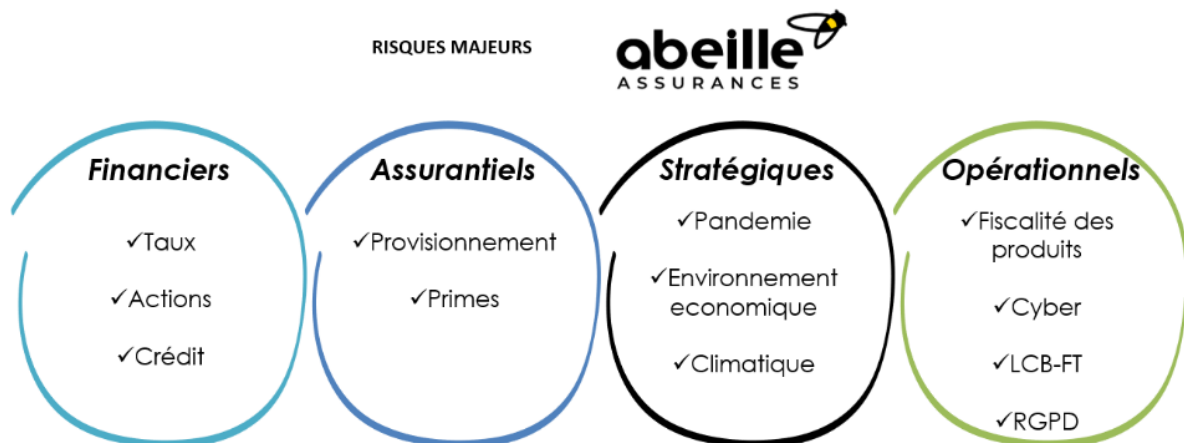 RISQUES MAJEURS
abeille
ASSURANCES
Financiers
✓Taux
✓Actions
✓Crédit
Assurantiels
✓Provisionnement
✓Primes
Stratégiques
✓Pandemie
✓Environnement
economique
✓Climatique
Opérationnels
✓Fiscalité des
produits
✓Cyber
✓LCB-FT
✓RGPD